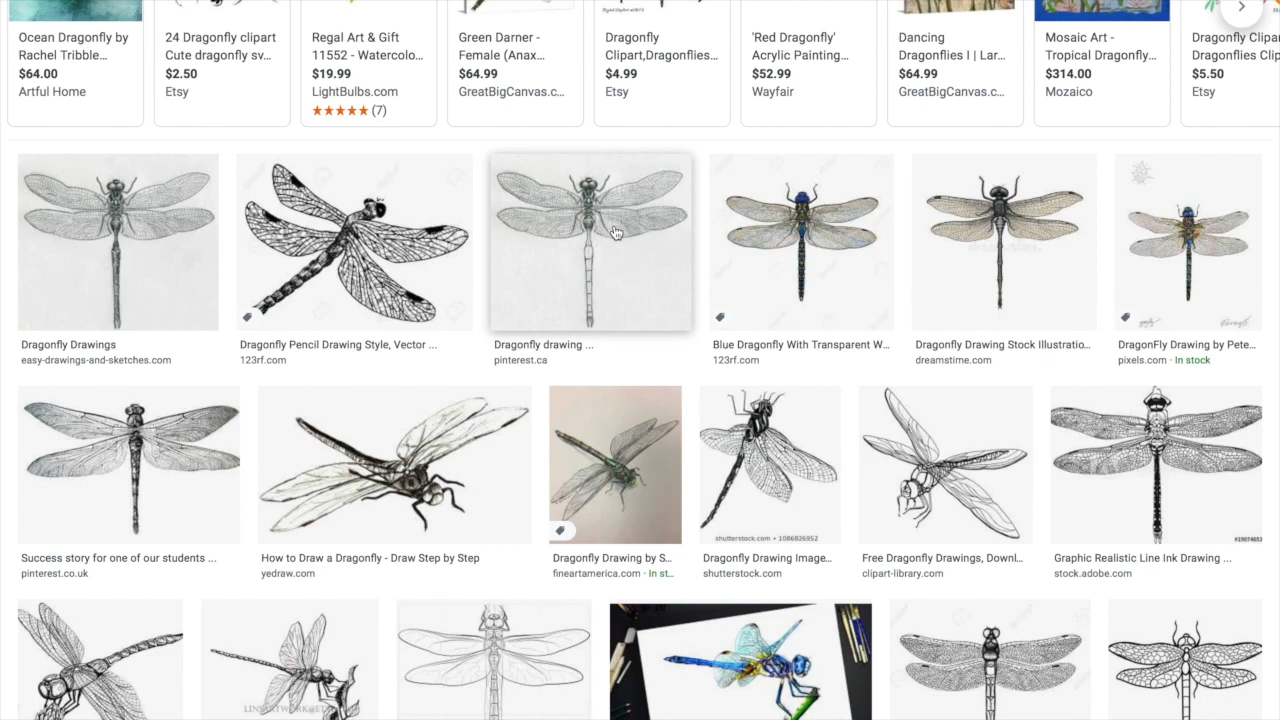 Ocean Dragonfly by
Rachel Tribble...
$64.00
Artful Home
24 Dragonfly clipart
Cute dragonfly sv...
$2.50
Etsy
Regal Art & Gift
11552 - Watercolo...
$19.99
LightBulbs.com
(7)
Green Darner -
Female (Anax...
$64.99
GreatBigCanvas.c...
Dragonfly
Clipart,Dragonflies...
$4.99
Etsy
'Red Dragonfly'
Acrylic Painting...
$52.99
Wayfair
Dancing
Dragonflies I | Lar...
$64.99
GreatBigCanvas.c...
Mosaic Art -
Tropical Dragonfly...
$314.00
Mozaico
Dragonfly Clipar
Dragonflies Clip
$5.50
Etsy
Dragonfly Drawings
easy-drawings-and-sketches.com
Dragonfly Pencil Drawing Style, Vector ...
123rf.com
Dragonfly drawing ...
pinterest.ca
Blue Dragonfly With Transparent W...
123rf.com
Dragonfly Drawing Stock Illustratio...
dreamstime.com
DragonFly Drawing by Pete...
pixels.com · In stock
Success story for one of our students ...
pinterest.co.uk
How to Draw a Dragonfly - Draw Step by Step
yedraw.com
Dragonfly Drawing by S...
fineartamerica.com · In st...
shutterstock.com • 1086826952
Dragonfly Drawing Image...
shutterstock.com
Free Dragonfly Drawings, Downl...
clipart-library.com
Graphic Realistic Line Ink Drawing ...
stock.adobe.com